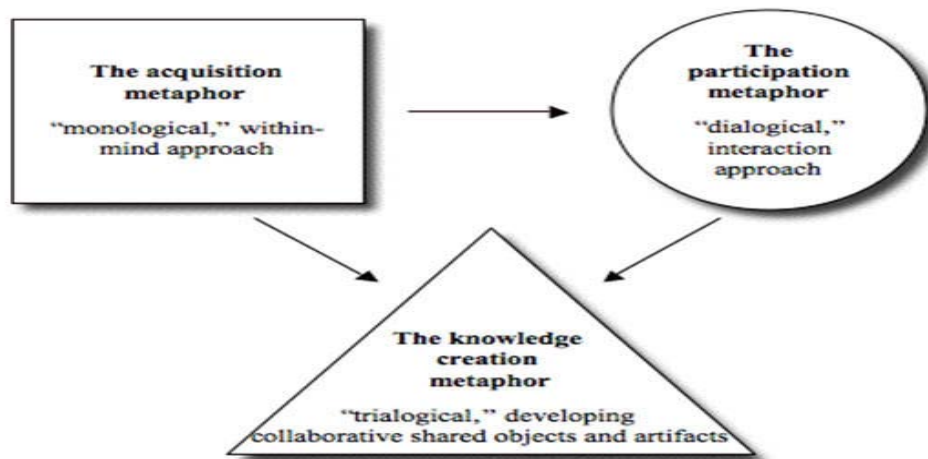 The acquisition
metaphor
“monological,” within-
mind approach
The
participation
metaphor
“dialogical,”
interaction
approach
The knowledge
creation
metaphor
“trialogical,” developing
collaborative shared objects and artifacts